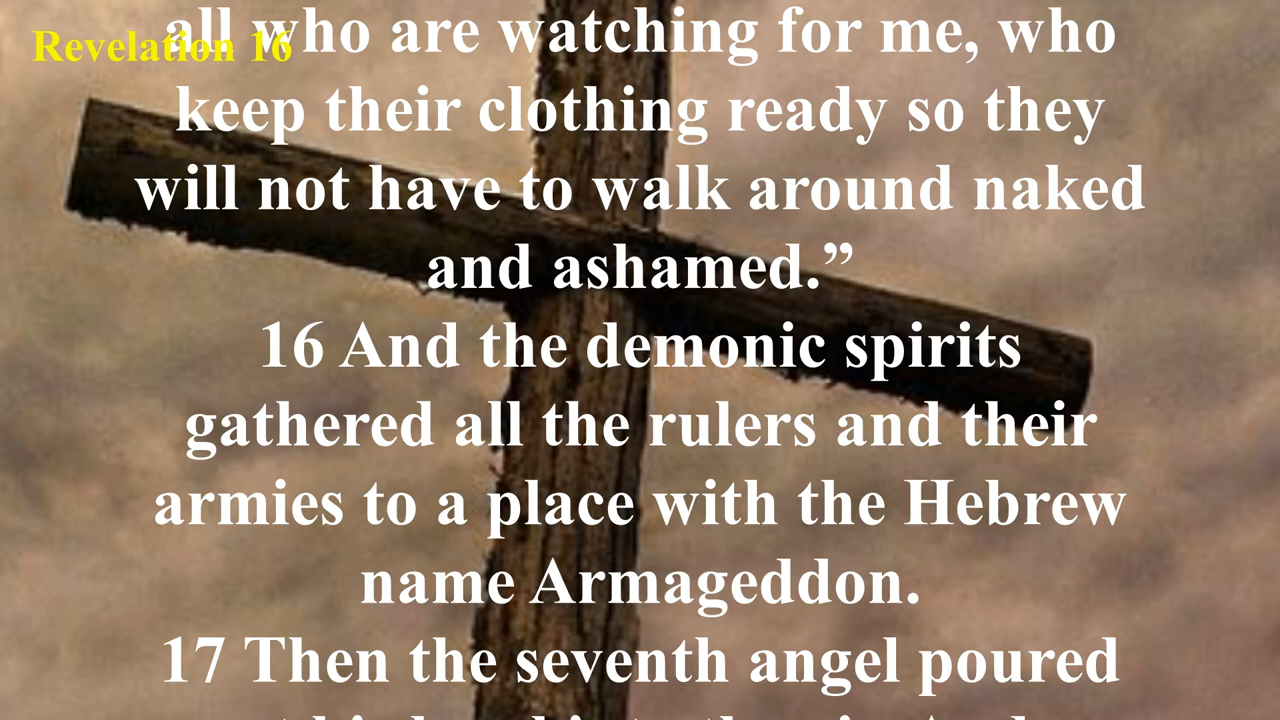 Revelation 16
all who are watching for me, who
keep their clothing ready so they
will not have to walk around naked
and ashamed.”
16 And the demonic spirits
gathered all the rulers and their
armies to a place with the Hebrew
name Armageddon.
17 Then the seventh angel poured